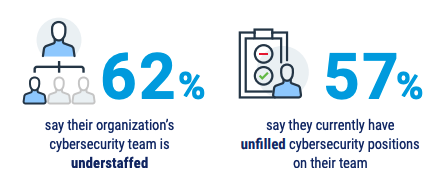 62%
say their organization's
cybersecurity team is
understaffed
57%
say they currently have
unfilled cybersecurity positions
on their team